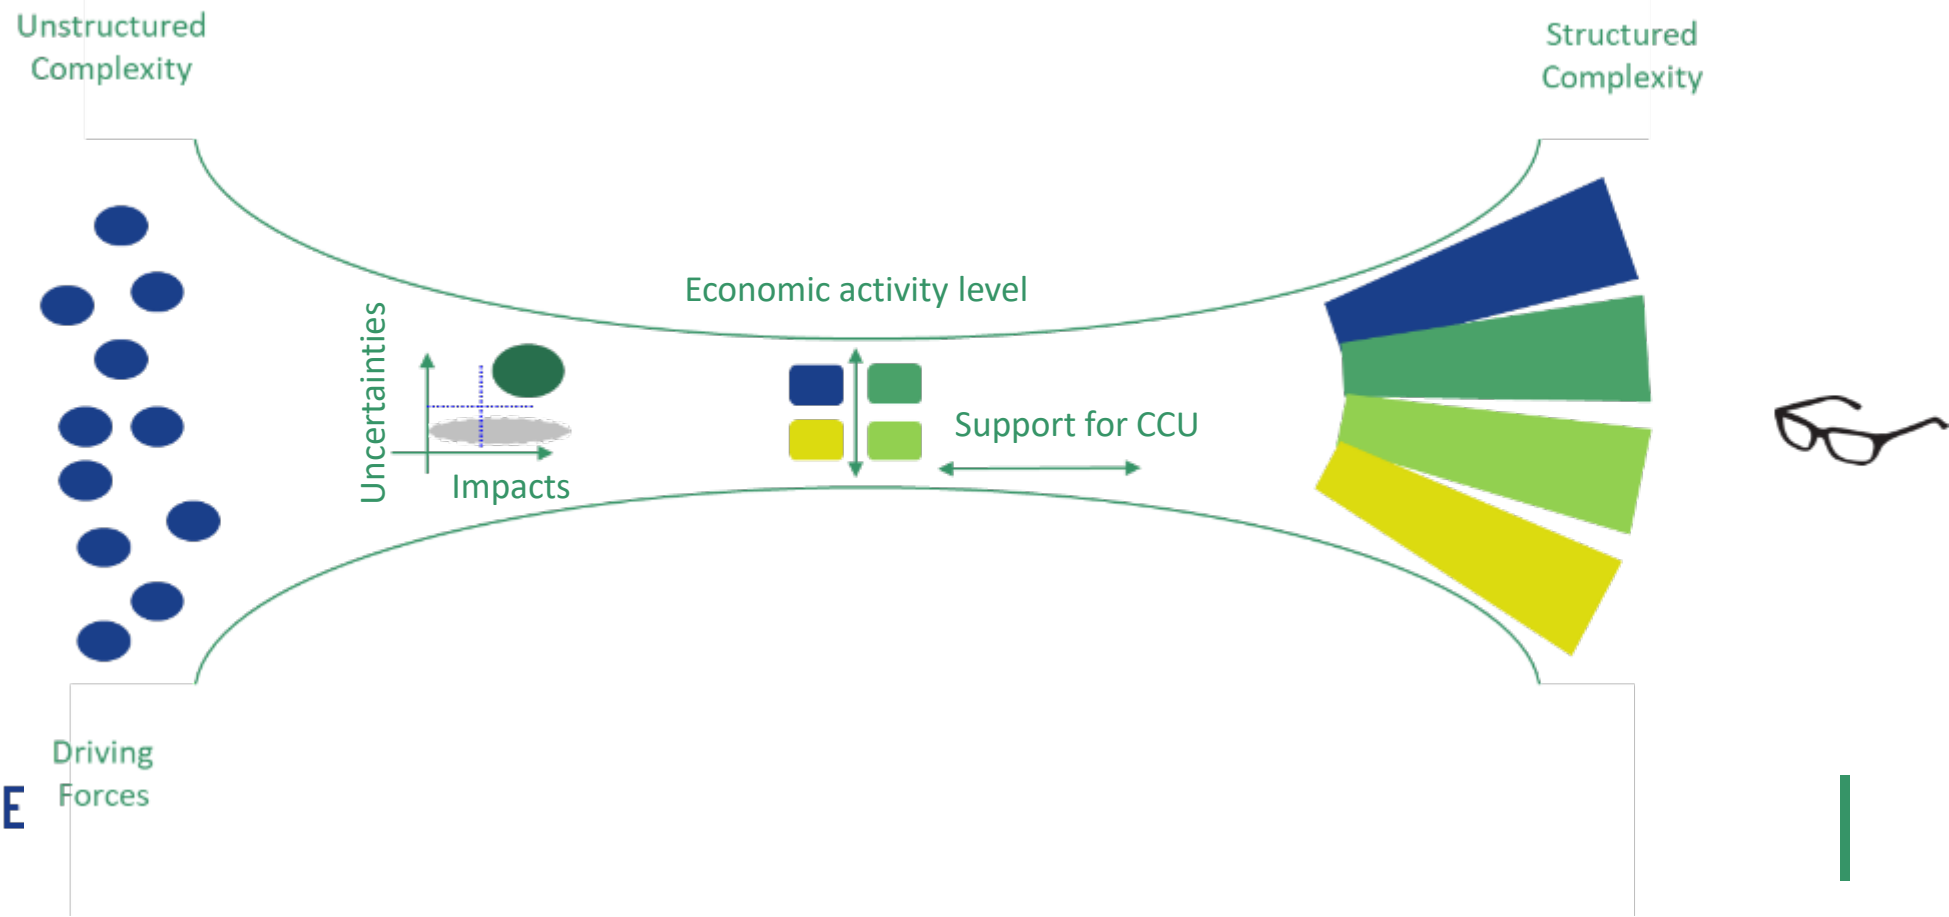 Unstructured
Complexity
Structured
Complexity
Economic activity level
Uncertainties
Impacts
Support for CCU
Driving
Forces
E